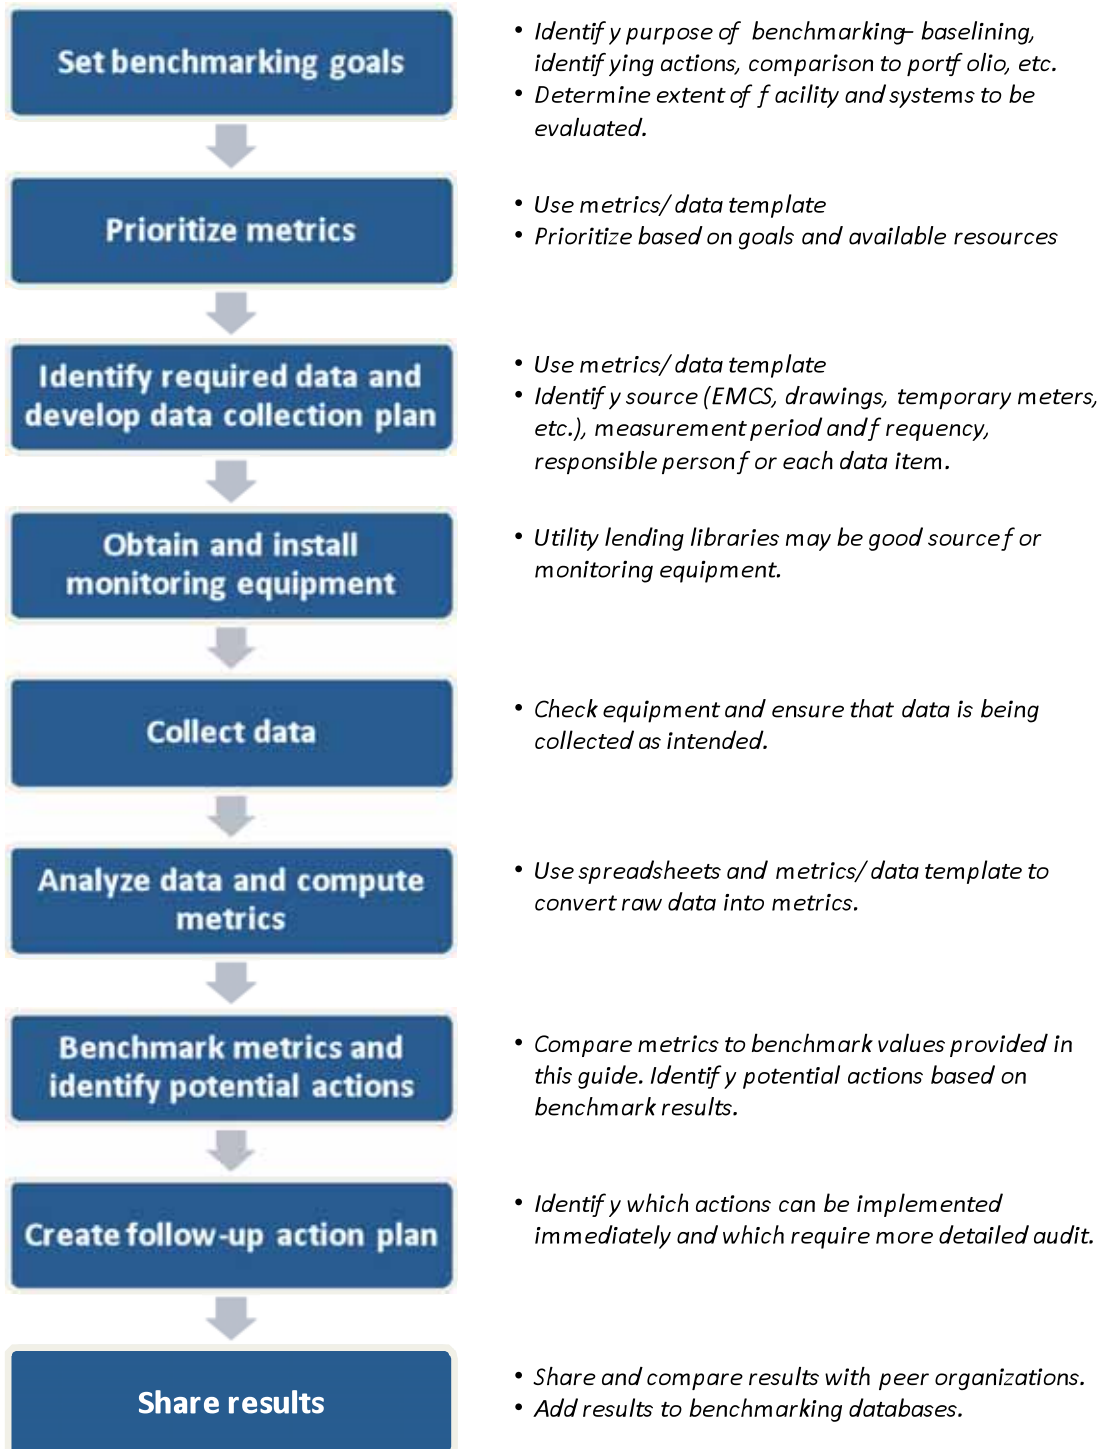 Set benchmarking goals
• Identify purpose of benchmarking– baselining,
identifying actions, comparison to portfolio, etc.
• Determine extent of facility and systems to be
evaluated.
Prioritize metrics
• Use metrics/data template
• Prioritize based on goals and available resources
Identify required data and
develop data collection plan
• Use metrics/data template
• Identify source (EMCS, drawings, temporary meters,
etc.), measurement period and frequency,
responsible person for each data item.
Obtain and install
monitoring equipment
• Utility lending libraries may be good source for
monitoring equipment.
Collect data
• Check equipment and ensure that data is being
collected as intended.
Analyze data and compute
metrics
• Use spreadsheets and metrics/data template to
convert raw data into metrics.
Benchmark metrics and
identify potential actions
• Compare metrics to benchmark values provided in
this guide. Identify potential actions based on
benchmark results.
Create follow-up action plan
• Identify which actions can be implemented
immediately and which require more detailed audit.
Share results
• Share and compare results with peer organizations.
• Add results to benchmarking databases.